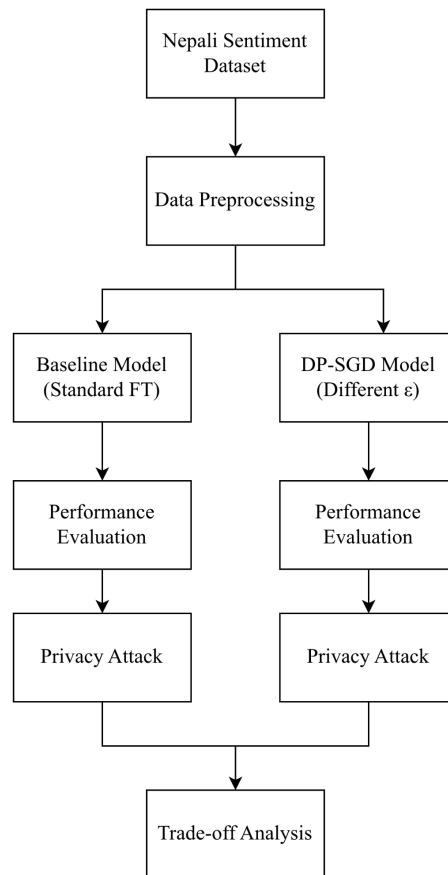 Nepali Sentiment
Dataset
Data Preprocessing
Baseline Model
(Standard FT)
DP-SGD Model
(Different ε)
Performance
Evaluation
Performance
Evaluation
Privacy Attack
Privacy Attack
Trade-off Analysis